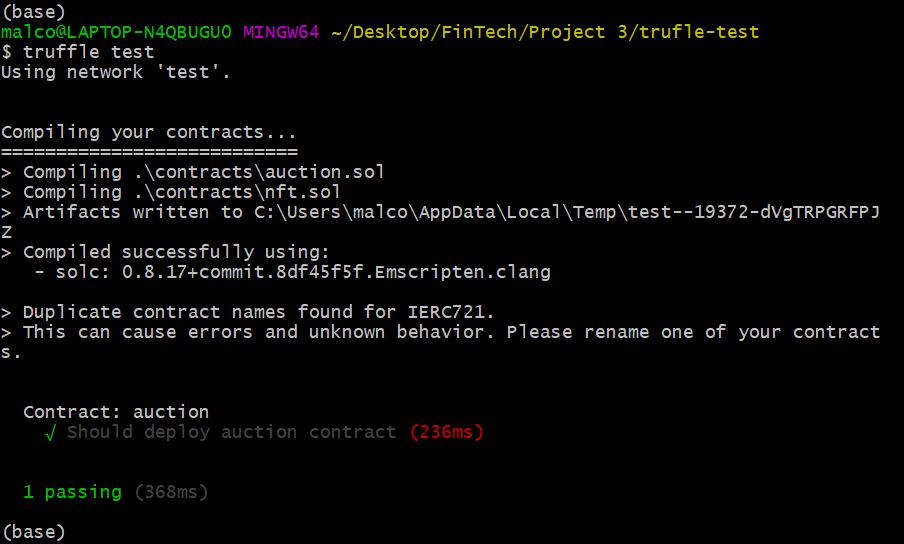 (base)
malco@LAPTOP-N4QBUGU0 MINGW64 ~/Desktop/FinTech/Project 3/trufle-test
$ truffle test
Using network 'test'.
Compiling your contracts...
===========================
> Compiling .\contracts\auction.sol
> Compiling .\contracts\nft.sol
> Artifacts written to C:\Users\malco\AppData\Local\Temp\test--19372-dVgTRPGRFPJ
Z
> Compiled successfully using:
   - solc: 0.8.17+commit.8df45f5f.Emscripten.clang
> Duplicate contract names found for IERC721.
> This can cause errors and unknown behavior. Please rename one of your contract
s.
  Contract: auction
    √ Should deploy auction contract (236ms)
  1 passing (368ms)
(base)